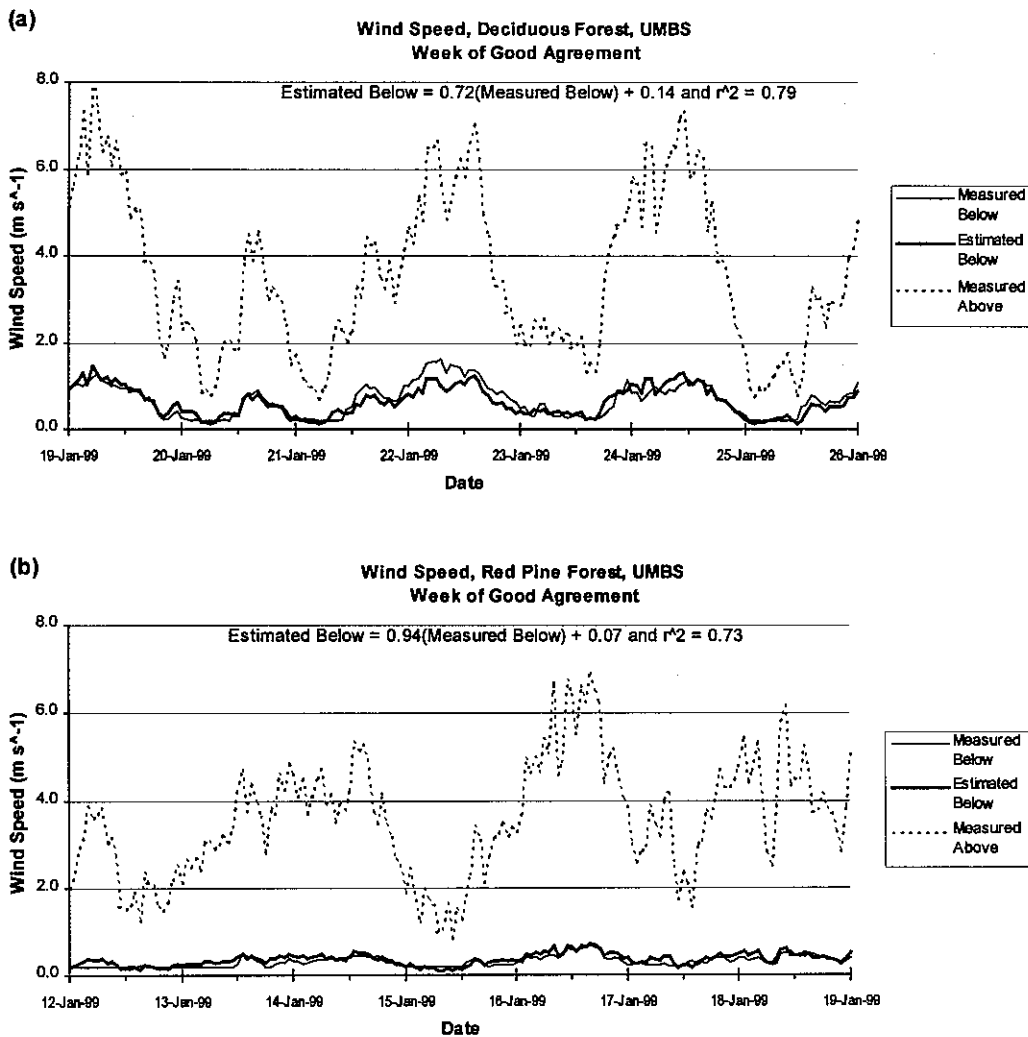 (a)
Wind Speed, Deciduous Forest, UMBS
Week of Good Agreement
Estimated Below = 0.72(Measured Below) + 0.14 and r^2 = 0.79
8.0
6.0
4.0
2.0
0.0
Wind Speed (m s^-1)
19-Jan-99 20-Jan-99 21-Jan-99 22-Jan-99 23-Jan-99 24-Jan-99 25-Jan-99 26-Jan-99
Date
Measured
Below
Estimated
Below
Measured
Above
(b)
Wind Speed, Red Pine Forest, UMBS
Week of Good Agreement
Estimated Below = 0.94(Measured Below) + 0.07 and r^2 = 0.73
8.0
6.0
4.0
2.0
0.0
Wind Speed (m s^-1)
12-Jan-99 13-Jan-99 14-Jan-99 15-Jan-99 16-Jan-99 17-Jan-99 18-Jan-99 19-Jan-99
Date
Measured
Below
Estimated
Below
Measured
Above